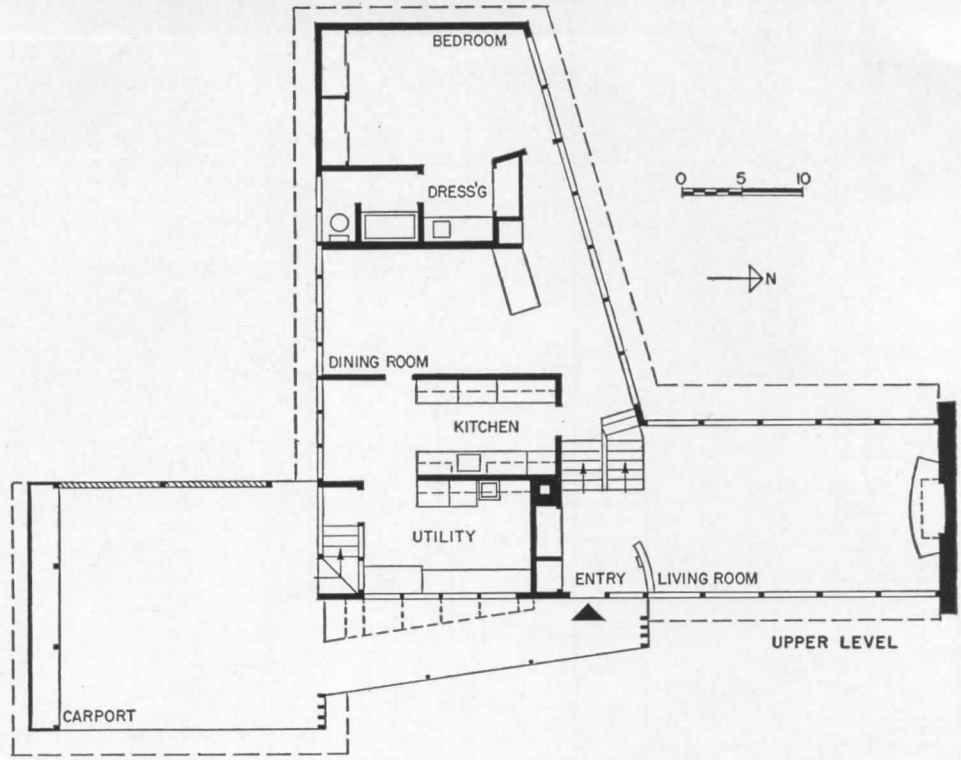 BEDROOM
0 5 10
DRESS'G
N
DINING ROOM
KITCHEN
UTILITY
ENTRY
LIVING ROOM
UPPER LEVEL
CARPORT